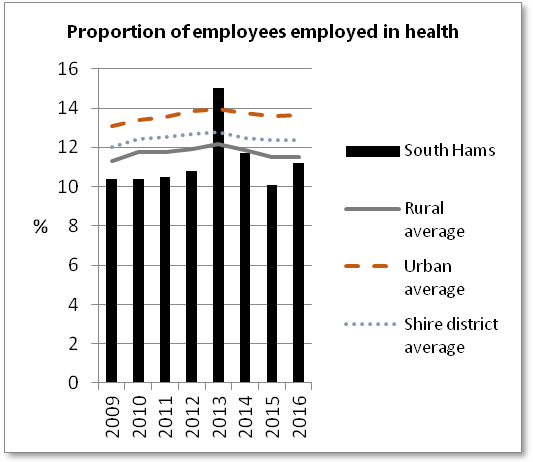 Proportion of employees employed in health
16
14
12
10
8
6
4
2
0
%
2009
2010
2011
2012
2013
2014
2015
2016
South Hams
Rural
average
Urban
average
Shire district
average